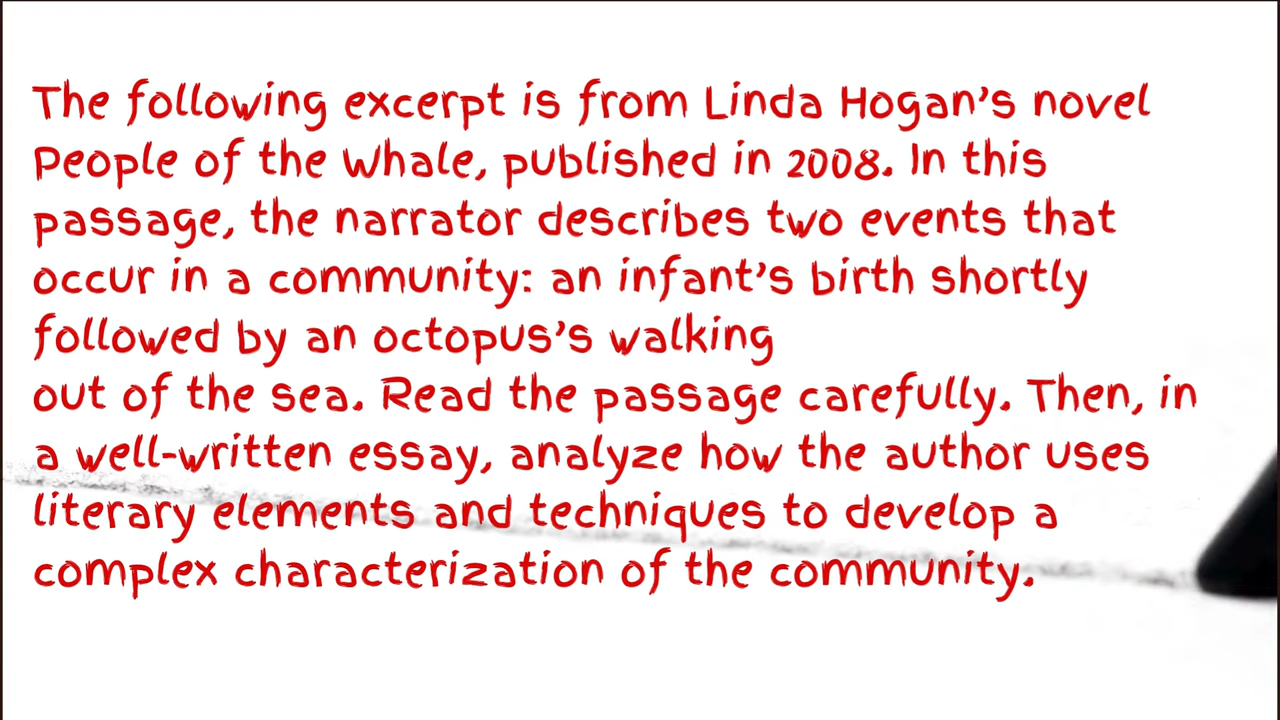 The following excerpt is from Linda Hogan's novel
People of the Whale, published in 2008. In this
passage, the narrator describes two events that
occur in a community: an infant's birth shortly
followed by an octopus's walking
out of the sea. Read the passage carefully. Then, in
a well-written essay, analyze how the author uses
literary elements and techniques to develop a
complex characterization of the community.